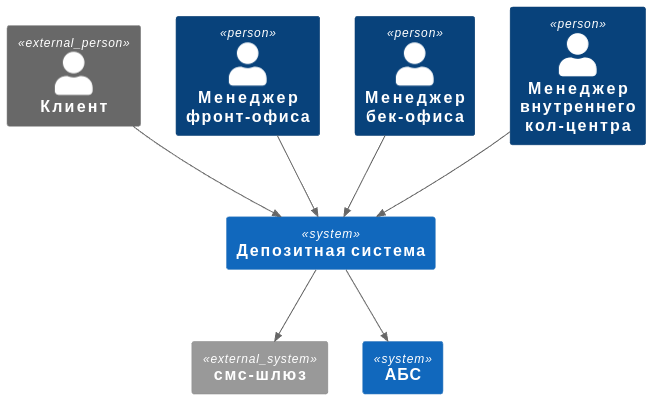 «external_person»
Клиент
«person»
Менеджер
фронт-офиса
«person»
Менеджер
бек-офиса
«person»
Менеджер
внутреннего
кол-центра
«system»
Депозитная система
«external_system»
смс-шлюз
«system»
АБС